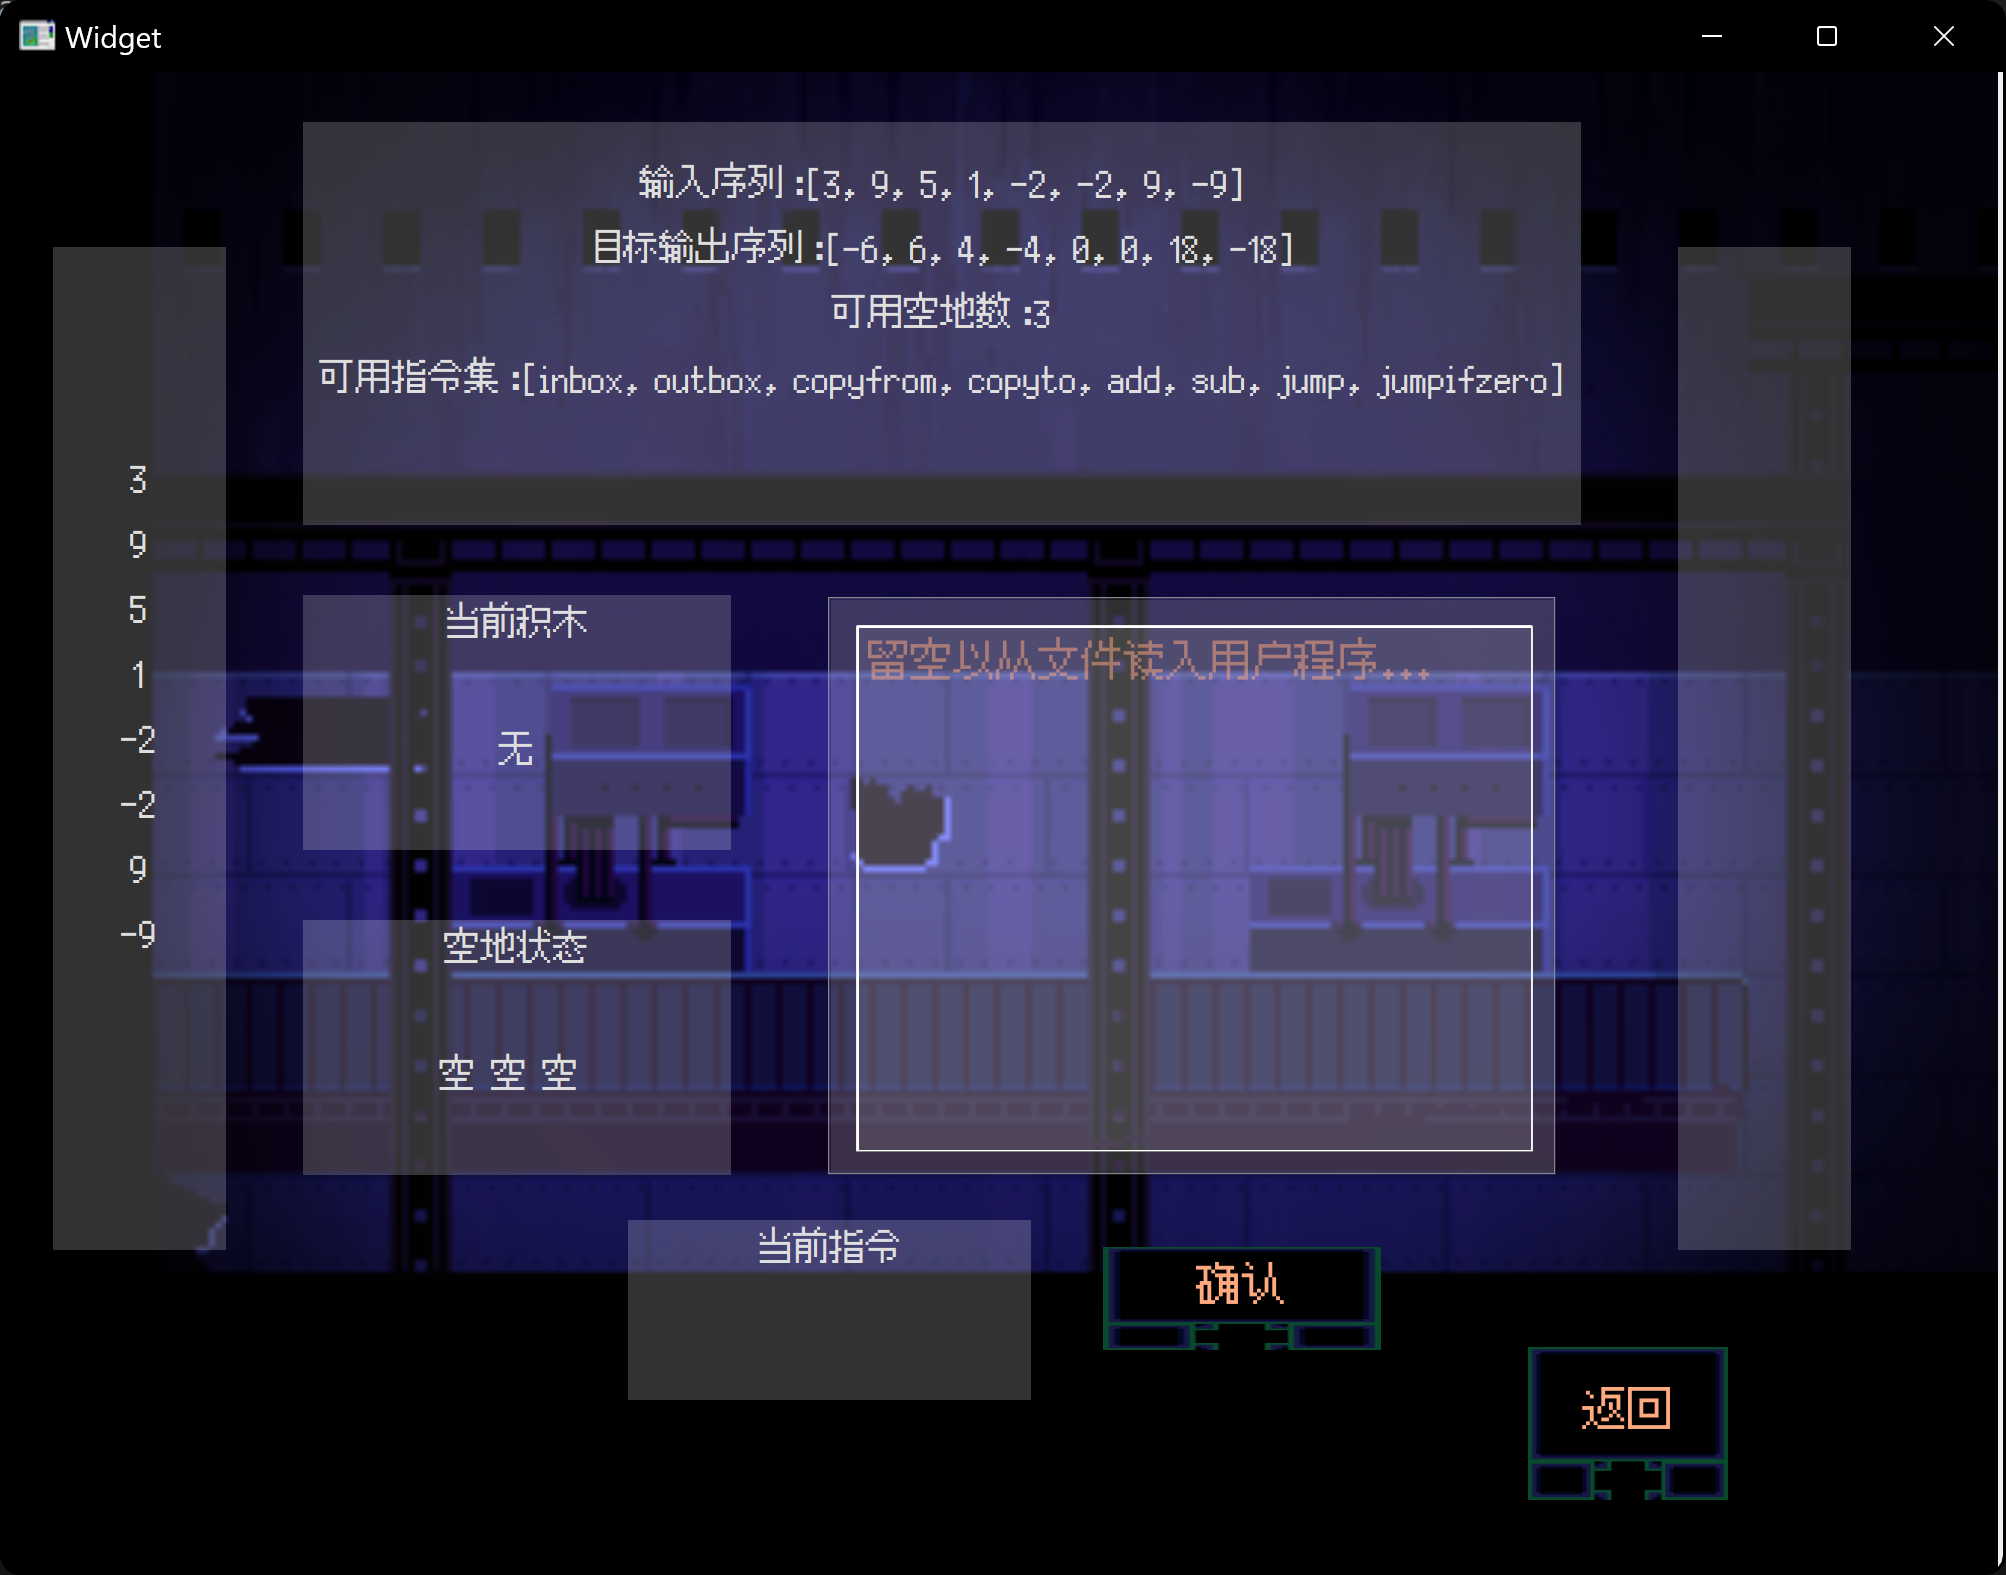 Widget
输入序列 :[3, 9, 5, 1, -2, -2, 9, -9]
目标输出序列 :[-6, 6, 4, -4, 0, 0, 18, -18]
可用空地数 :3
可用指令集 :[inbox, outbox, copyfrom, copyto, add, sub, jump, jumpifzero]
3
9
5
1
-2
-2
9
-9
当前积木
无
空地状态
空 空 空
留空以从文件读入用户程序...
当前指令
确认
返回